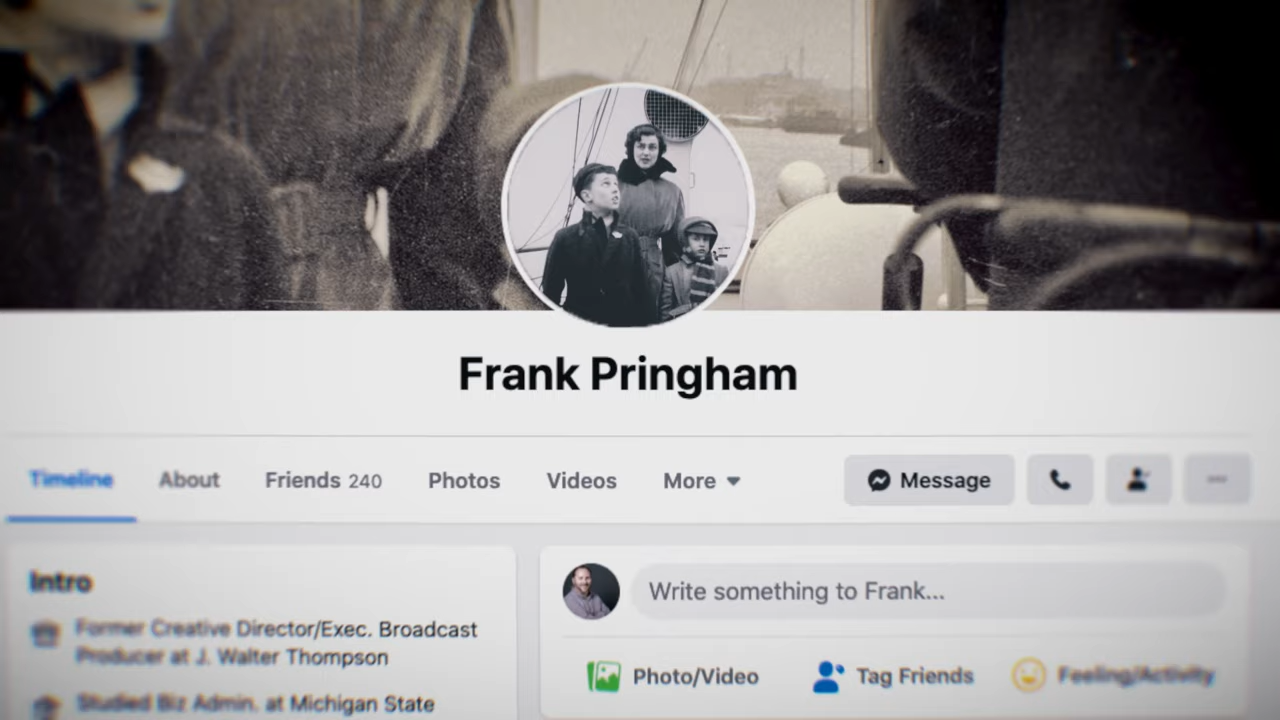 Frank Pringham
Timeline
About
Friends 240
Photos
Videos
More
Message
Intro
Former Creative Director/Exec. Broadcast
Producer at J. Walter Thompson
Studied Biz Admin. at Michigan State
Write something to Frank...
Photo/Video
Tag Friends
Feeling/Activity